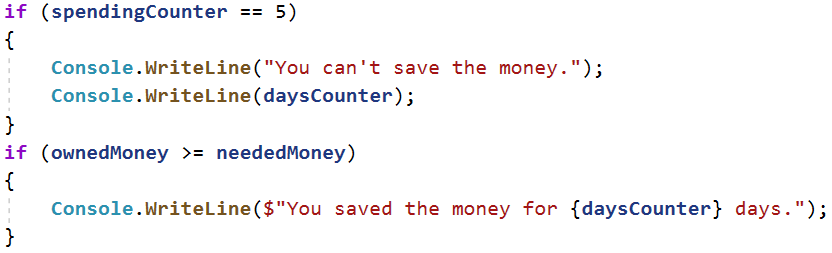 if (spendingCounter == 5)
{
    Console.WriteLine("You can't save the money.");
    Console.WriteLine(daysCounter);
}
if (ownedMoney >= neededMoney)
{
    Console.WriteLine($"You saved the money for {daysCounter} days.");
}